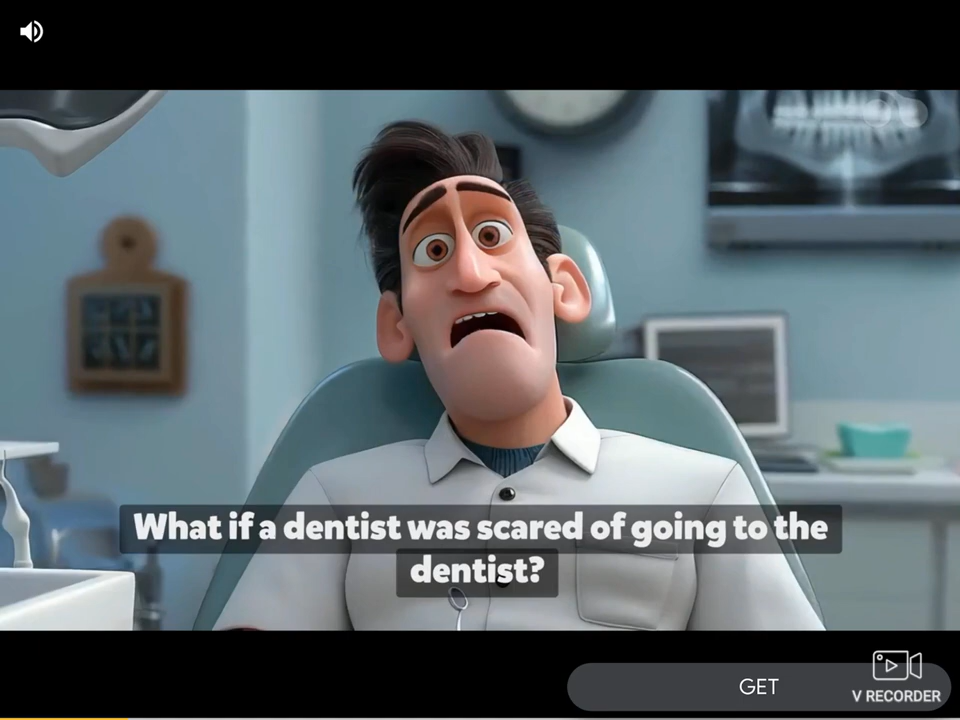 What if a dentist was scared of going to the
dentist?
GET
V RECORDER